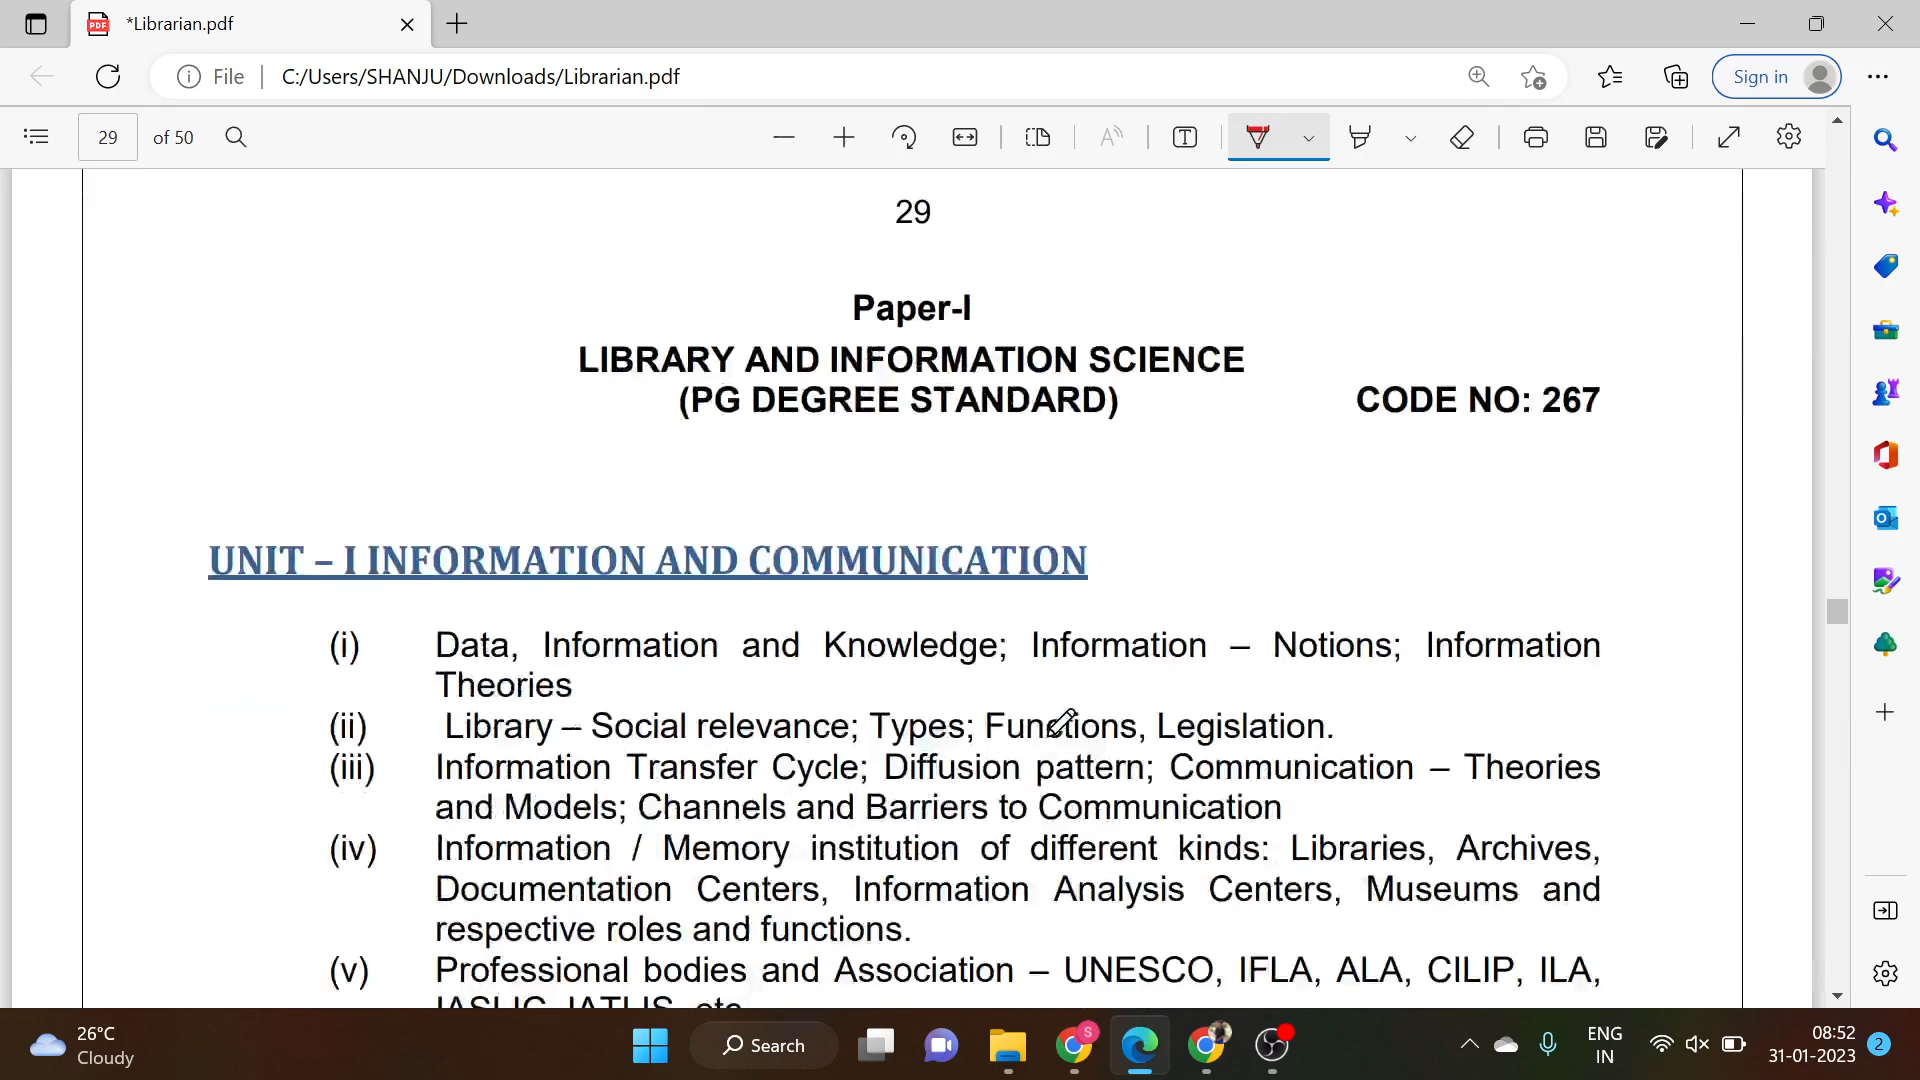 *Librarian.pdf
File
C:/Users/SHANJU/Downloads/Librarian.pdf
Sign in
29 of 50
29
Paper-I
LIBRARY AND INFORMATION SCIENCE
(PG DEGREE STANDARD) CODE NO: 267
UNIT – I INFORMATION AND COMMUNICATION
(i) Data, Information and Knowledge; Information – Notions; Information
Theories
(ii) Library – Social relevance; Types; Functions, Legislation.
(iii) Information Transfer Cycle; Diffusion pattern; Communication – Theories
and Models; Channels and Barriers to Communication
(iv) Information / Memory institution of different kinds: Libraries, Archives,
Documentation Centers, Information Analysis Centers, Museums and
respective roles and functions.
(v) Professional bodies and Association – UNESCO, IFLA, ALA, CILIP, ILA,
26°C
Cloudy
Search
ENG
IN
08:52
31-01-2023
2